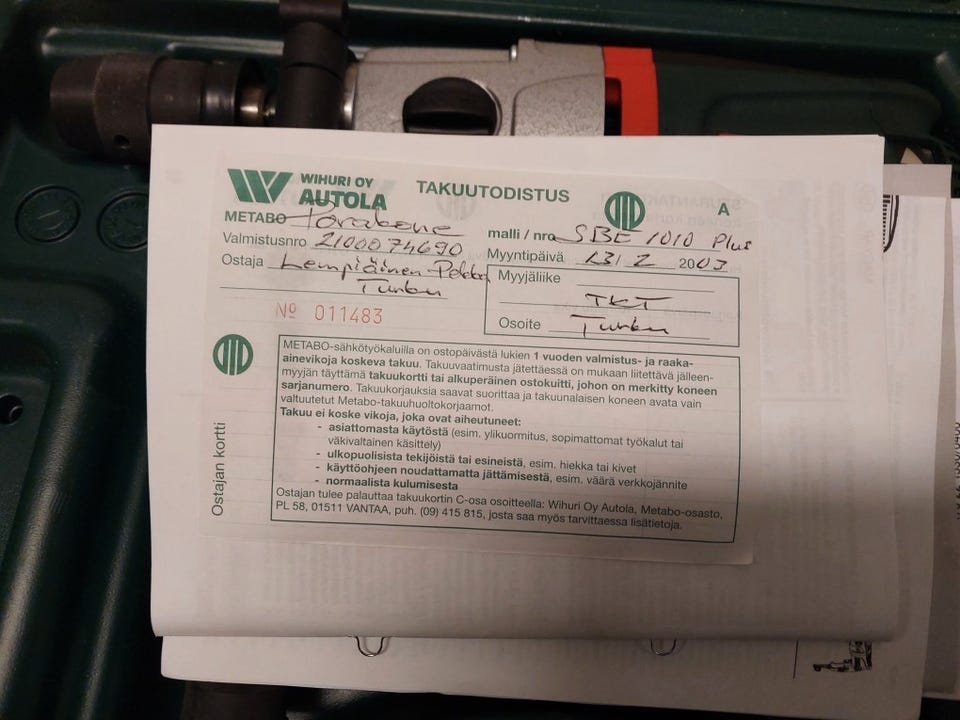 WIHURI OY
AUTOLA
TAKUUTODISTUS
A
METABO Porakone
malli / nro SBE 1010 Plus
Valmistusnro 2100074690
Myyntipäivä 13/2 2003
Ostaja Lempiäinen Pekka
Turku
Myyjäliike
TKT
Osoite Turku
Nº 011483
METABO-sähkötyökaluilla on ostopäivästä lukien 1 vuoden valmistus- ja raaka-
ainevikoja koskeva takuu. Takuuvaatimusta jätettäessä on mukaan liitettävä jälleen-
myyjän täyttämä takuukortti tai alkuperäinen ostokuitti, johon on merkitty koneen
sarjanumero. Takuukorjauksia saavat suorittaa ja takuunalaisen koneen avata vain
valtuutetut Metabo-takuuhuoltokorjaamot.
Takuu ei koske vikoja, joka ovat aiheutuneet:
- asiattomasta käytöstä (esim. ylikuormitus, sopimattomat työkalut tai
väkivaltainen käsittely)
- ulkopuolisista tekijöistä tai esineistä, esim. hiekka tai kivet
- käyttöohjeen noudattamatta jättämisestä, esim. väärä verkkojännite
- normaalista kulumisesta
Ostajan tulee palauttaa takuukortin C-osa osoitteella: Wihuri Oy Autola, Metabo-osasto,
PL 58, 01511 VANTAA, puh. (09) 415 815, josta saa myös tarvittaessa lisätietoja.
Ostajan kortti